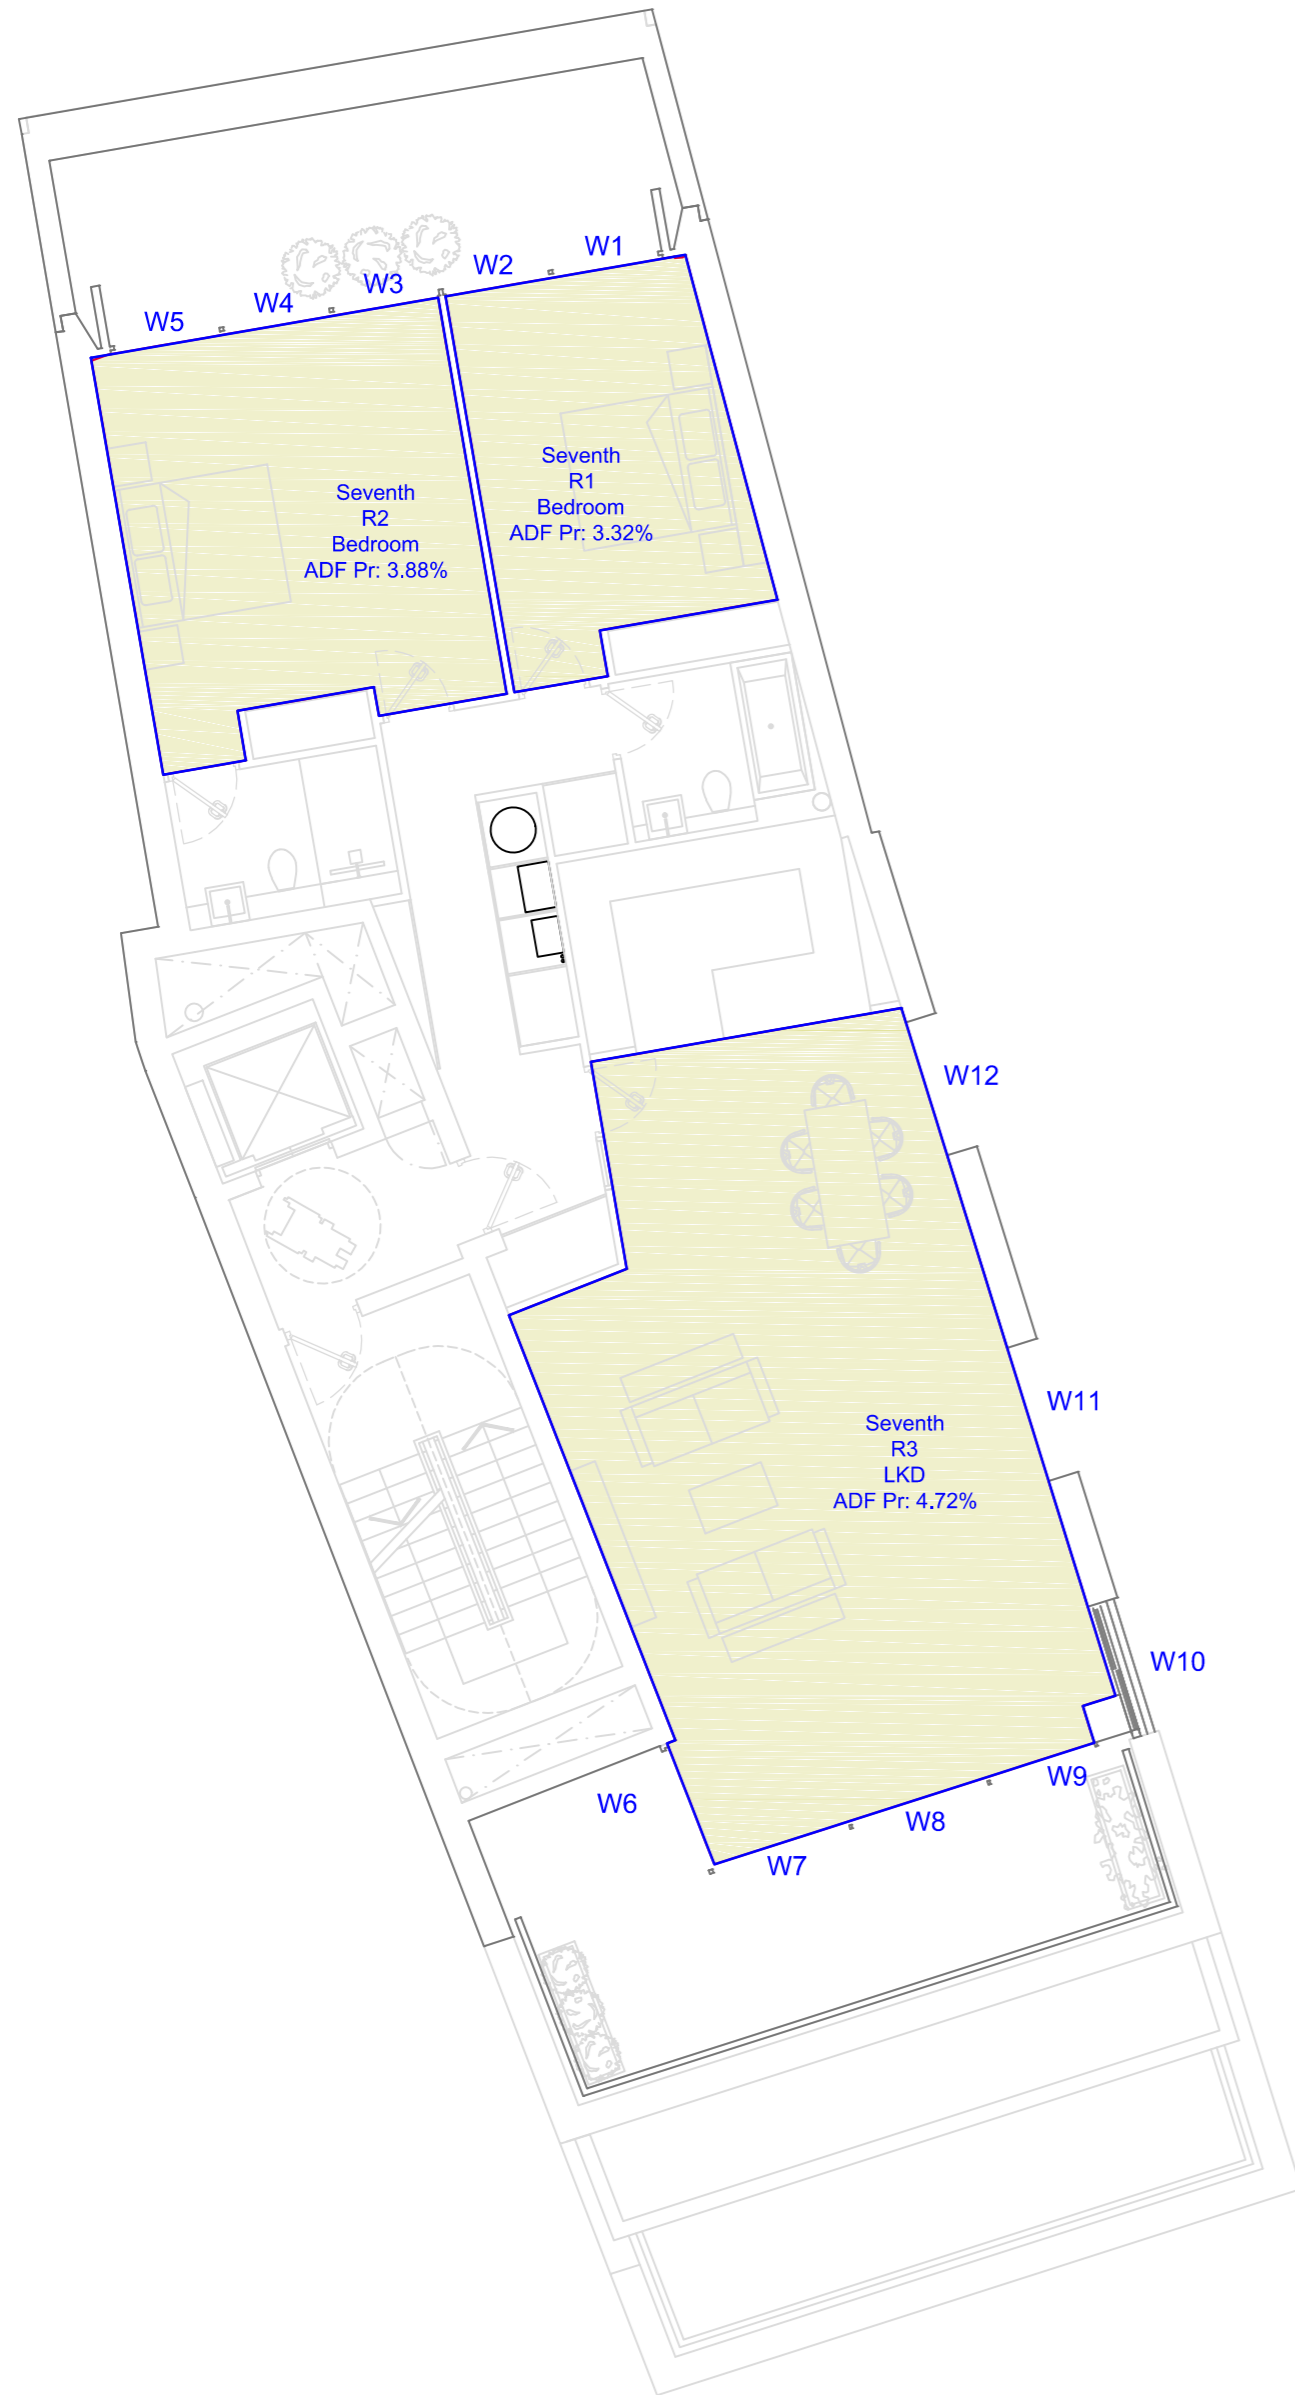 W1
W2
W3
W4
W5
Seventh
R1
Bedroom
ADF Pr: 3.32%
Seventh
R2
Bedroom
ADF Pr: 3.88%
W12
W11
Seventh
R3
LKD
ADF Pr: 4.72%
W10
W9
W6
W8
W7